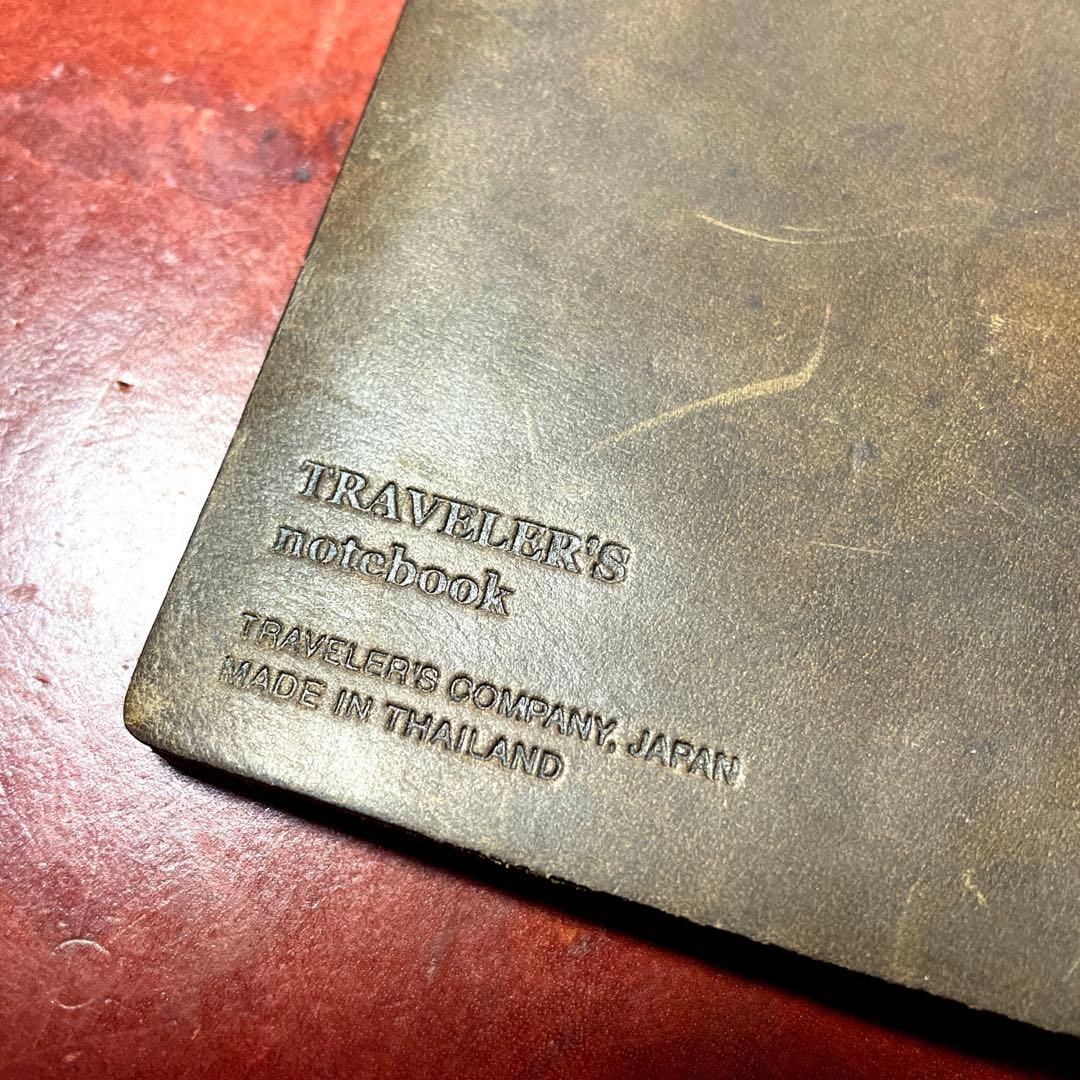 TRAVELER'S
notebook
TRAVELER'S COMPANY, JAPAN
MADE IN THAILAND